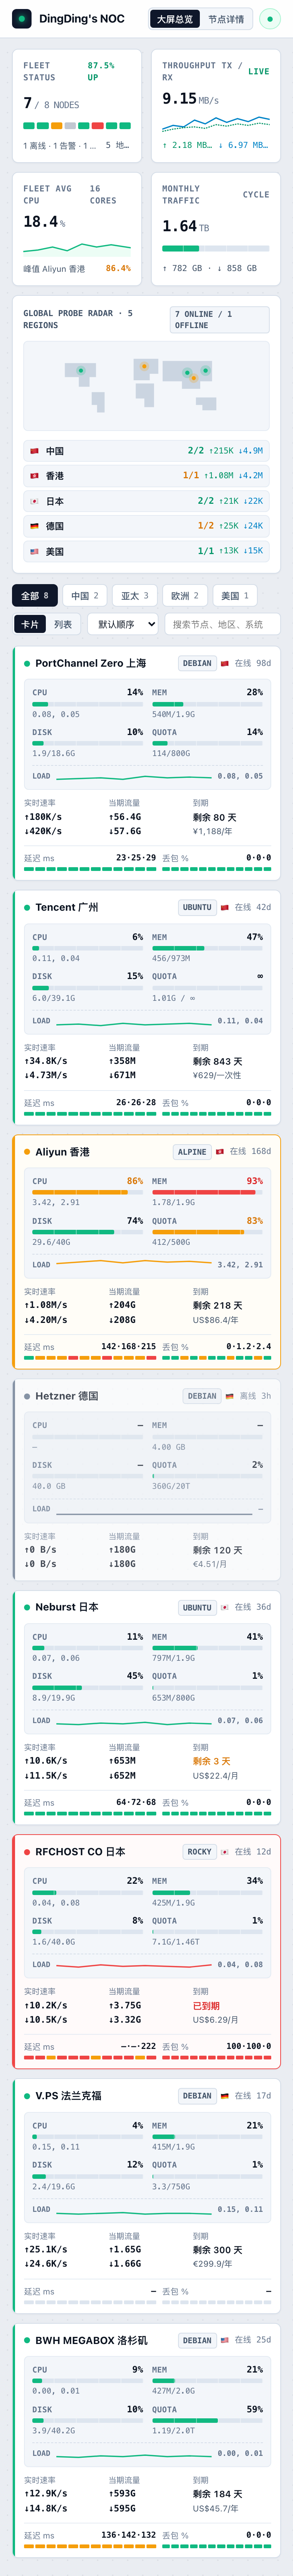 DingDing's NOC
大屏总览 节点详情
FLEET STATUS 87.5% UP
7 / 8 NODES
1 离线 · 1 告警 · 1 … 5 地…
THROUGHPUT TX / RX LIVE
9.15 MB/s
↑ 2.18 MB… ↓ 6.97 MB…
FLEET AVG CPU 16 CORES
18.4 %
峰值 Aliyun 香港 86.4%
MONTHLY TRAFFIC CYCLE
1.64 TB
↑ 782 GB · ↓ 858 GB
GLOBAL PROBE RADAR · 5 REGIONS 7 ONLINE / 1 OFFLINE
中国 2/2 ↑215K ↓4.9M
香港 1/1 ↑1.08M ↓4.2M
日本 2/2 ↑21K ↓22K
德国 1/2 ↑25K ↓24K
美国 1/1 ↑13K ↓15K
全部 8 中国 2 亚太 3 欧洲 2 美国 1
卡片 列表 默认顺序 搜索节点、地区、系统
PortChannel Zero 上海 DEBIAN 在线 98d
CPU 14% MEM 28%
0.08, 0.05 540M/1.9G
DISK 10% QUOTA 14%
1.9/18.6G 114/800G
LOAD 0.08, 0.05
实时速率 当期流量 到期
↑180K/s ↑56.4G 剩余 80 天
↓420K/s ↓57.6G ¥1,188/年
延迟 ms 23·25·29 丢包 % 0·0·0
Tencent 广州 UBUNTU 在线 42d
CPU 6% MEM 47%
0.11, 0.04 456/973M
DISK 15% QUOTA ∞
6.0/39.1G 1.01G / ∞
LOAD 0.11, 0.04
实时速率 当期流量 到期
↑34.8K/s ↑358M 剩余 843 天
↓4.73M/s ↓671M ¥629/一次性
延迟 ms 26·26·28 丢包 % 0·0·0
Aliyun 香港 ALPINE 在线 168d
CPU 86% MEM 93%
3.42, 2.91 1.78/1.9G
DISK 74% QUOTA 83%
29.6/40G 412/500G
LOAD 3.42, 2.91
实时速率 当期流量 到期
↑1.08M/s ↑204G 剩余 218 天
↓4.20M/s ↓208G US$86.4/年
延迟 ms 142·168·215 丢包 % 0·1.2·2.4
Hetzner 德国 DEBIAN 离线 3h
CPU — MEM —
— 4.00 GB
DISK — QUOTA 2%
40.0 GB 360G/20T
LOAD —
实时速率 当期流量 到期
↑0 B/s ↑180G 剩余 120 天
↓0 B/s ↓180G €4.51/月
Neburst 日本 UBUNTU 在线 36d
CPU 11% MEM 41%
0.07, 0.06 797M/1.9G
DISK 45% QUOTA 1%
8.9/19.9G 653M/800G
LOAD 0.07, 0.06
实时速率 当期流量 到期
↑10.6K/s ↑653M 剩余 3 天
↓11.5K/s ↓652M US$22.4/月
延迟 ms 64·72·68 丢包 % 0·0·0
RFCHOST CO 日本 ROCKY 在线 12d
CPU 22% MEM 34%
0.04, 0.08 425M/1.9G
DISK 8% QUOTA 1%
1.6/40.0G 7.1G/1.46T
LOAD 0.04, 0.08
实时速率 当期流量 到期
↑10.2K/s ↑3.75G 已到期
↓10.5K/s ↓3.32G US$6.29/月
延迟 ms —·—·222 丢包 % 100·100·0
V.PS 法兰克福 DEBIAN 在线 17d
CPU 4% MEM 21%
0.15, 0.11 415M/1.9G
DISK 12% QUOTA 1%
2.4/19.6G 3.3/750G
LOAD 0.15, 0.11
实时速率 当期流量 到期
↑25.1K/s ↑1.65G 剩余 300 天
↓24.6K/s ↓1.66G €299.9/年
延迟 ms — 丢包 % —
BWH MEGABOX 洛杉矶 DEBIAN 在线 25d
CPU 9% MEM 21%
0.00, 0.01 427M/2.0G
DISK 10% QUOTA 59%
3.9/40.2G 1.19/2.0T
LOAD 0.00, 0.01
实时速率 当期流量 到期
↑12.9K/s ↑593G 剩余 184 天
↓14.8K/s ↓595G US$45.7/年
延迟 ms 136·142·132 丢包 % 0·0·0